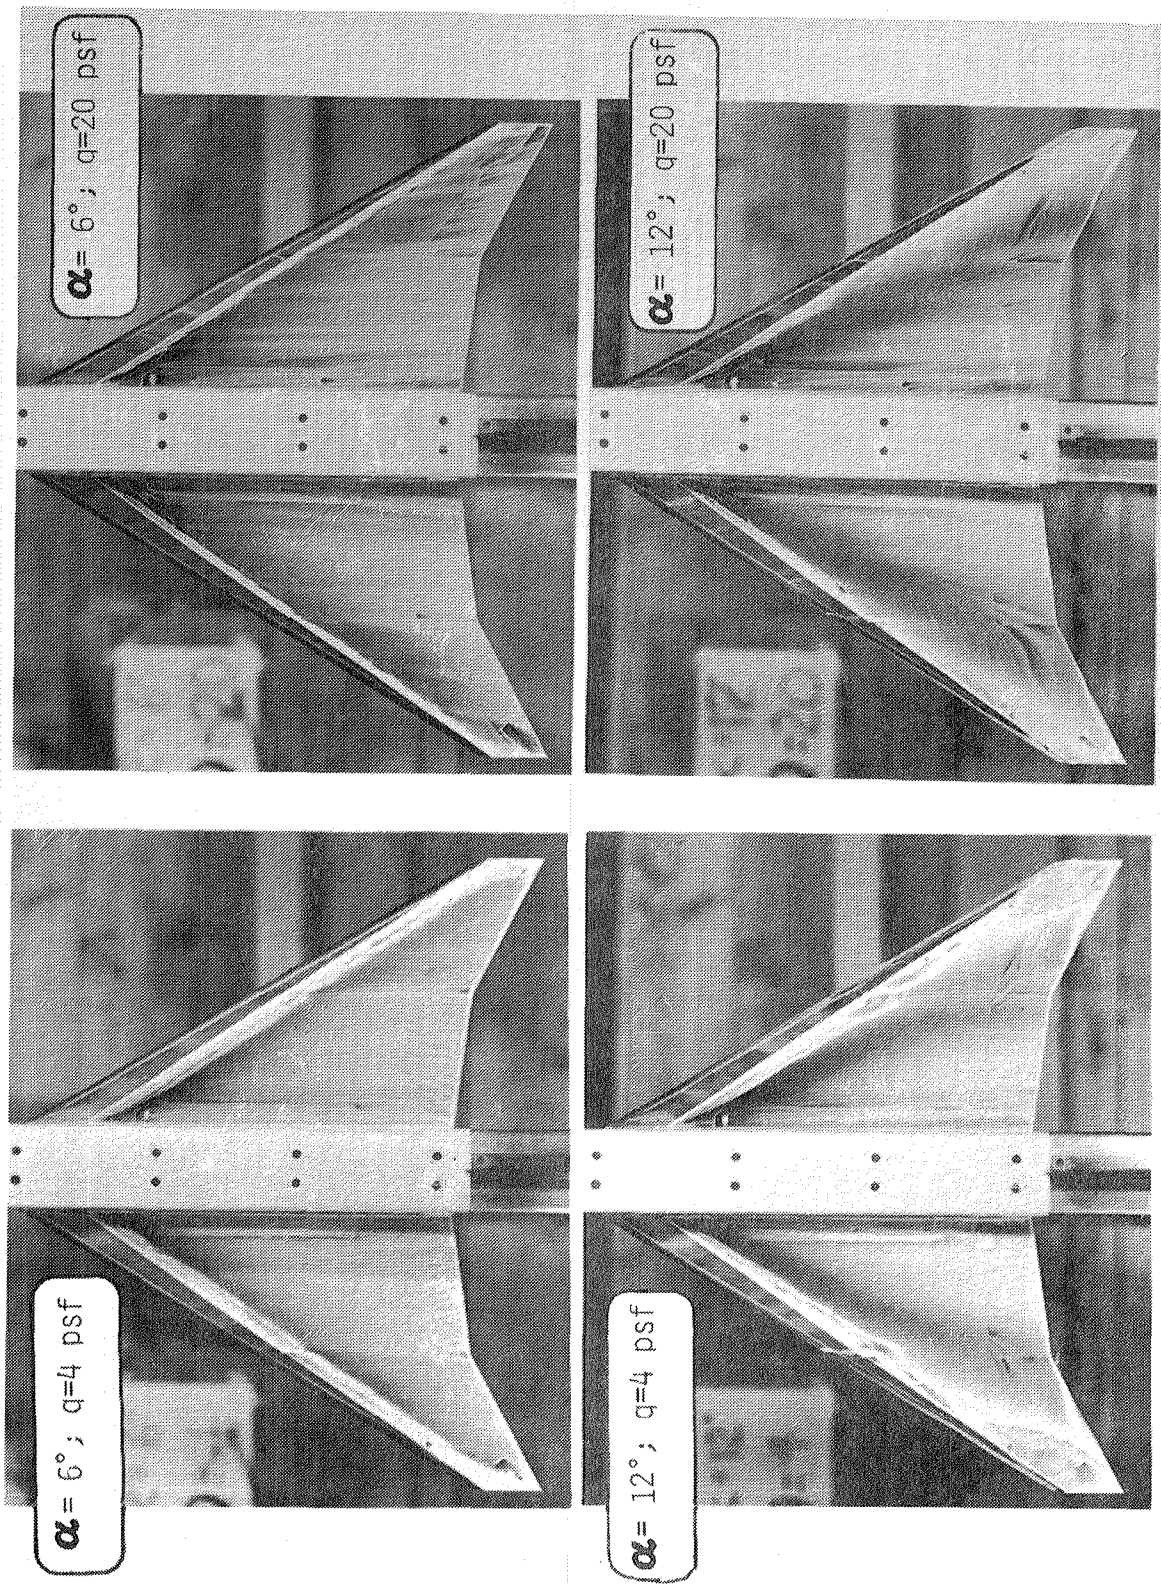 α= 6°; q=4 psf
α= 6°; q=20 psf
α= 12°; q=4 psf
α= 12°; q=20 psf